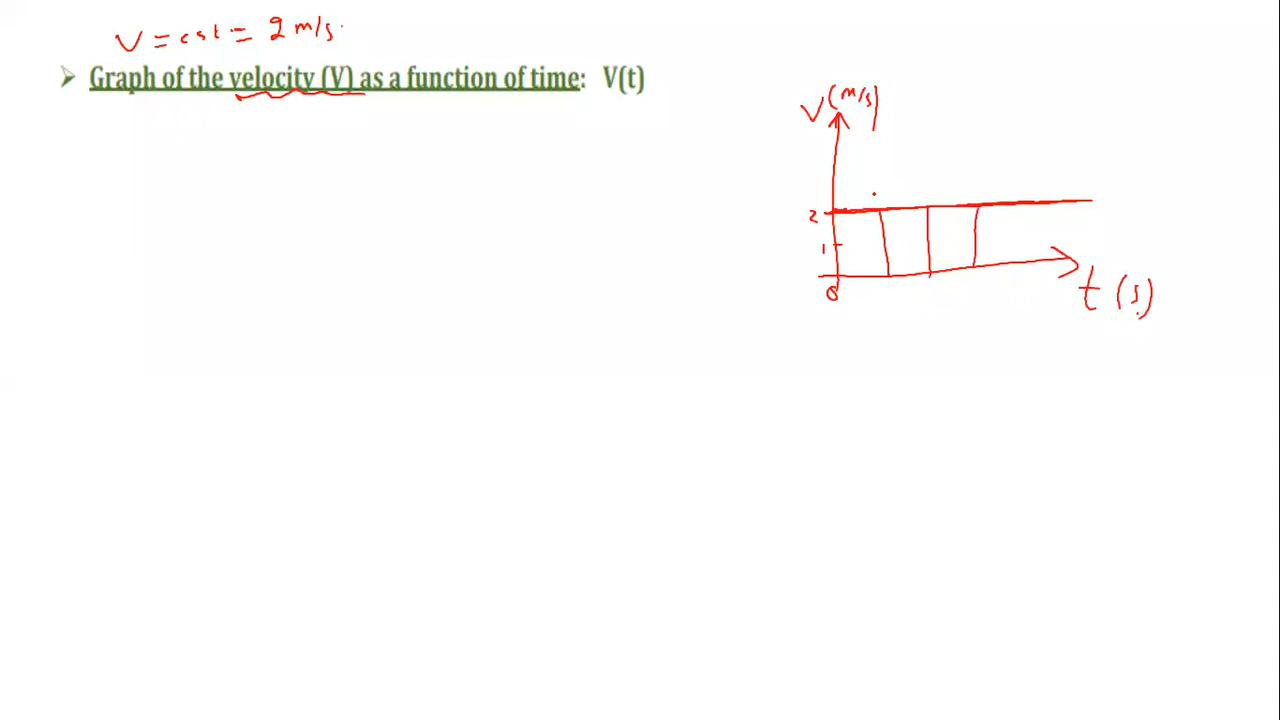 V = cst = 2 m/s.
➤ Graph of the velocity (V) as a function of time: V(t)
V(m/s)
2
1
0
t (s)